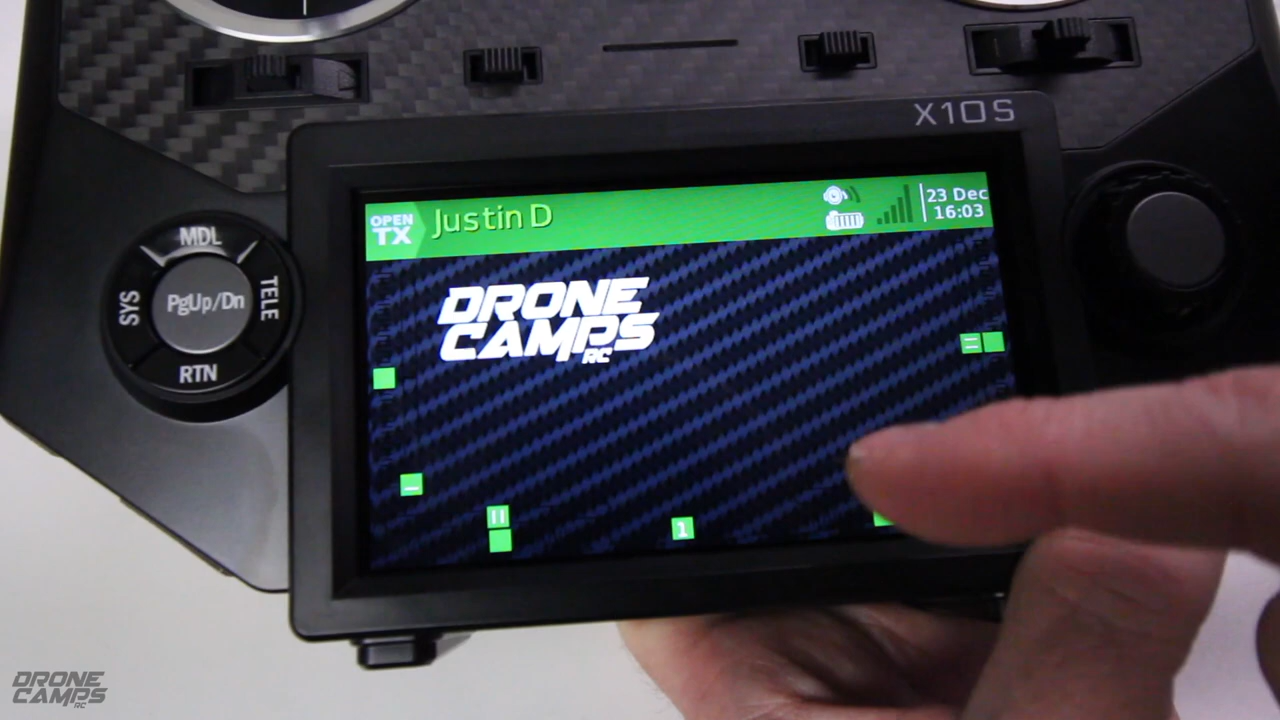 X10S
OPEN
TX
Justin D
23 Dec
16:03
MDL
SYS
PgUp/Dn
TELE
RTN
DRONE
CAMPS
RC
1
DRONE
CAMPS
RC